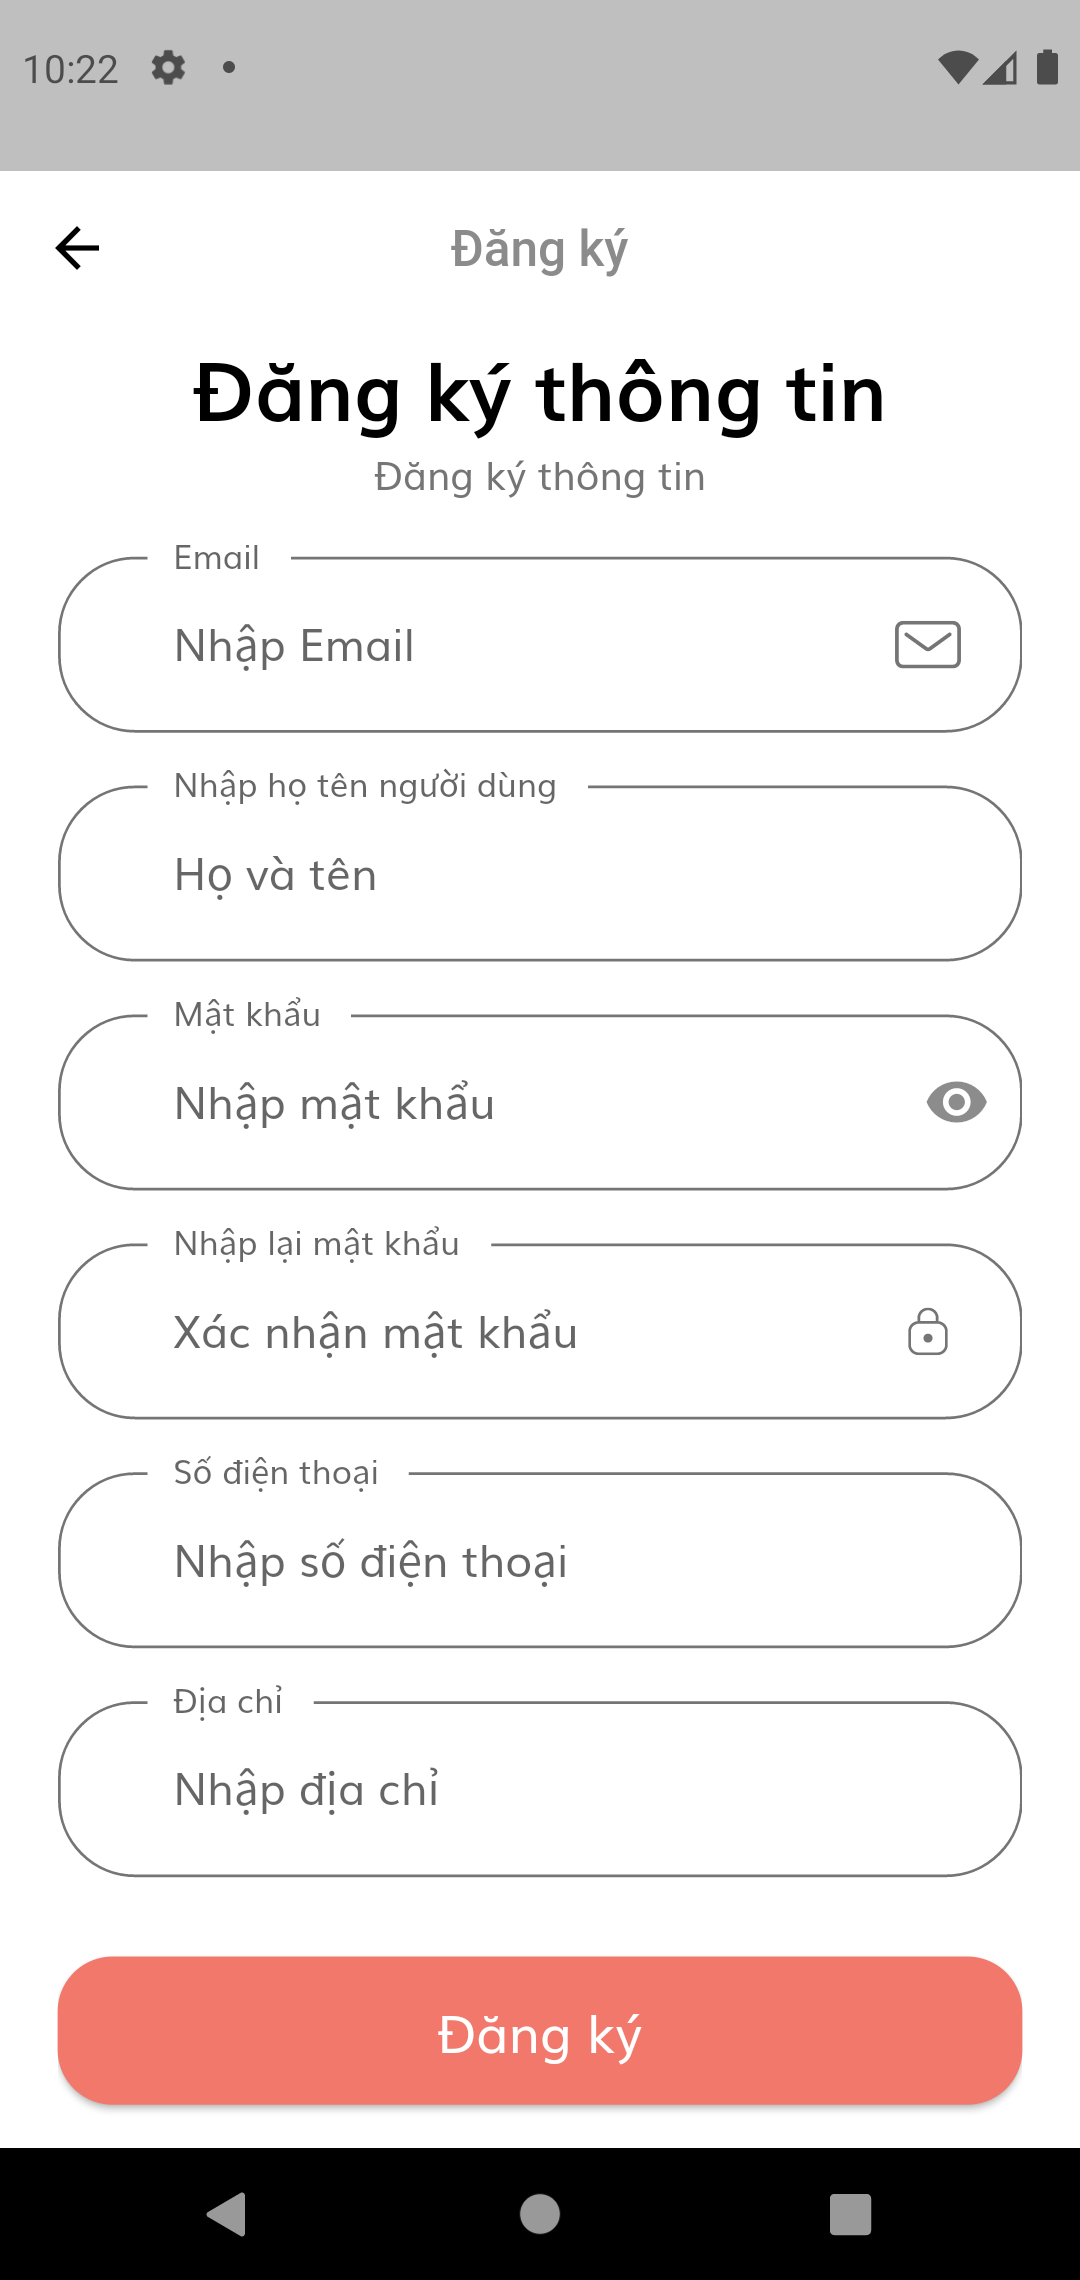 10:22
Đăng ký
Đăng ký thông tin
Đăng ký thông tin
Email
Nhập Email
Nhập họ tên người dùng
Họ và tên
Mật khẩu
Nhập mật khẩu
Nhập lại mật khẩu
Xác nhận mật khẩu
Số điện thoại
Nhập số điện thoại
Địa chỉ
Nhập địa chỉ
Đăng ký